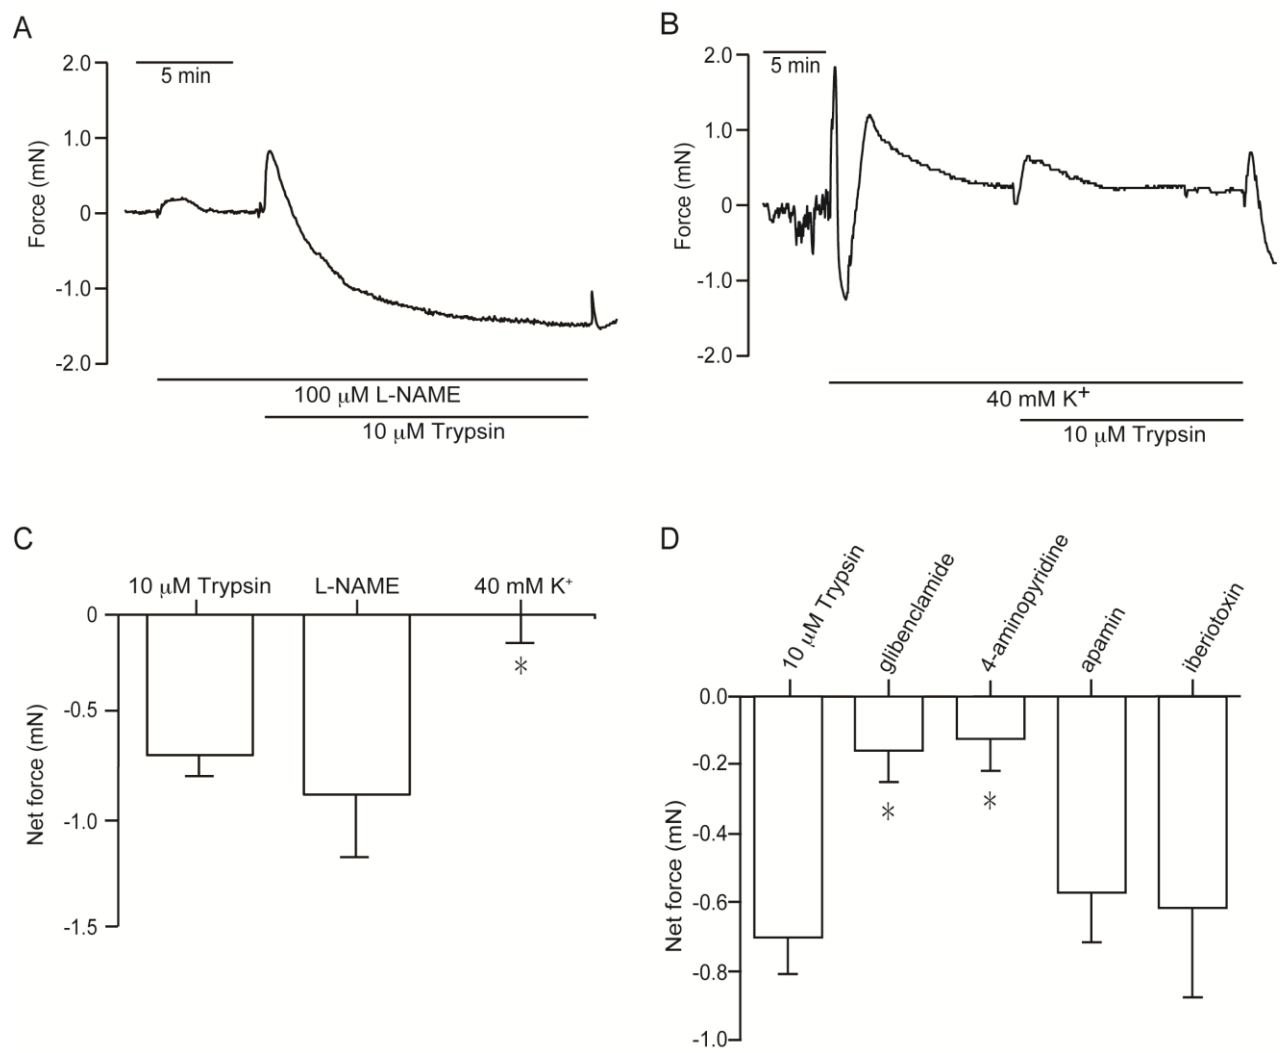 A
2.0
1.0
0
-1.0
-2.0
Force (mN)
5 min
100 μM L-NAME
10 μM Trypsin
B
2.0
1.0
0
-1.0
-2.0
Force (mN)
5 min
40 mM K⁺
10 μM Trypsin
C
10 μM Trypsin
L-NAME
40 mM K⁺
0
-0.5
-1.0
-1.5
Net force (mN)
*
D
10 μM Trypsin
glibenclamide
4-aminopyridine
apamin
iberiotoxin
0.0
-0.2
-0.4
-0.6
-0.8
-1.0
Net force (mN)
*
*